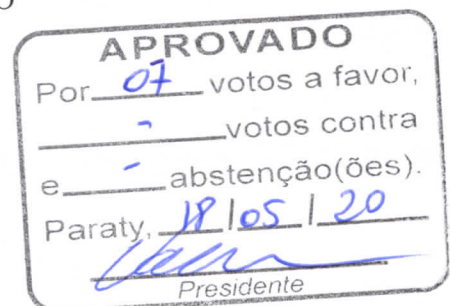 APROVADO
Por 07 votos a favor,
- votos contra
e - abstenção(ões).
Paraty, 18/05/20
Presidente